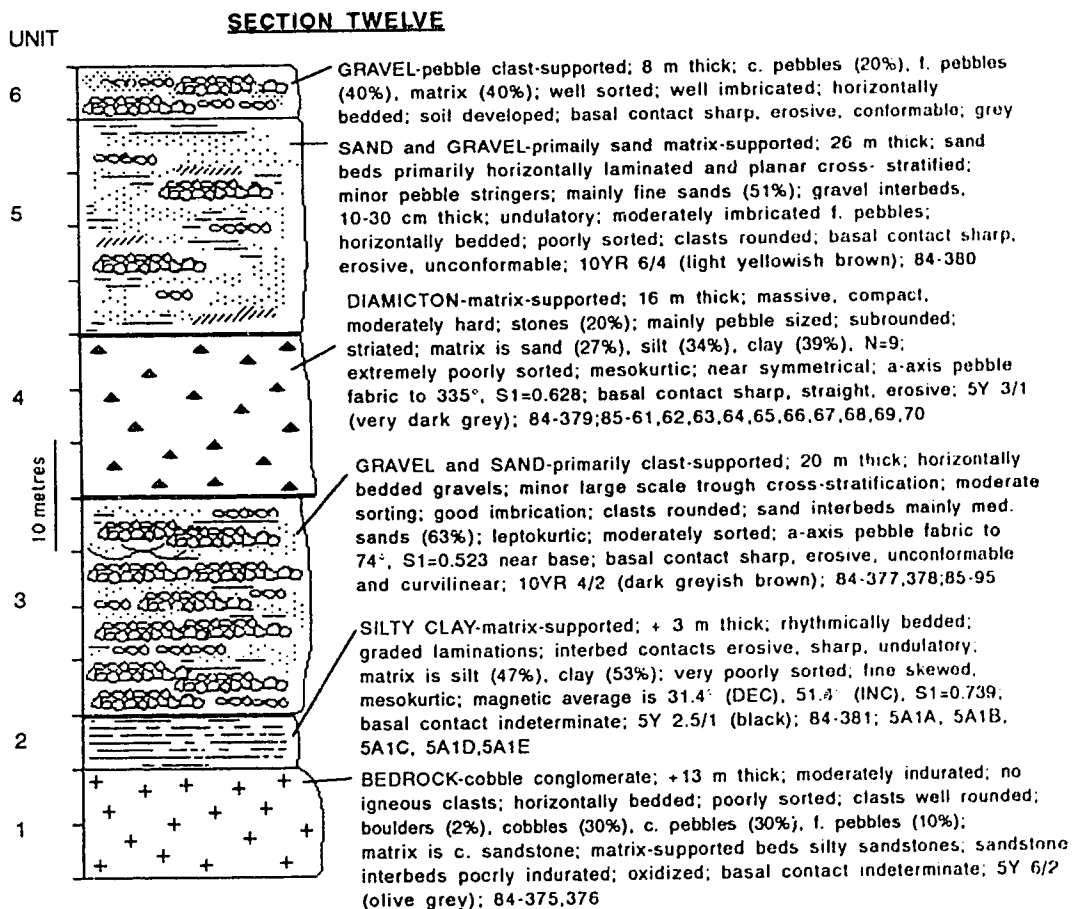 SECTION TWELVE
UNIT
6
GRAVEL-pebble clast-supported; 8 m thick; c. pebbles (20%), f. pebbles
(40%), matrix (40%); well sorted; well imbricated; horizontally
bedded; soil developed; basal contact sharp, erosive, conformable; grey
5
SAND and GRAVEL-primaily sand matrix-supported; 26 m thick; sand
beds primarily horizontally laminated and planar cross- stratified;
minor pebble stringers; mainly fine sands (51%); gravel interbeds,
10-30 cm thick; undulatory; moderately imbricated f. pebbles;
horizontally bedded; poorly sorted; clasts rounded; basal contact sharp,
erosive, unconformable; 10YR 6/4 (light yellowish brown); 84-380
4
DIAMICTON-matrix-supported; 16 m thick; massive, compact,
moderately hard; stones (20%); mainly pebble sized; subrounded;
striated; matrix is sand (27%), silt (34%), clay (39%), N=9;
extremely poorly sorted; mesokurtic; near symmetrical; a-axis pebble
fabric to 335°, S1=0.628; basal contact sharp, straight, erosive; 5Y 3/1
(very dark grey); 84-379;85-61,62,63,64,65,66,67,68,69,70
10 metres
3
GRAVEL and SAND-primarily clast-supported; 20 m thick; horizontally
bedded gravels; minor large scale trough cross-stratification; moderate
sorting; good imbrication; clasts rounded; sand interbeds mainly med.
sands (63%); leptokurtic; moderately sorted; a-axis pebble fabric to
74°, S1=0.523 near base; basal contact sharp, erosive, unconformable
and curvilinear; 10YR 4/2 (dark greyish brown); 84-377,378;85-95
2
SILTY CLAY-matrix-supported; + 3 m thick; rhythmically bedded;
graded laminations; interbed contacts erosive, sharp, undulatory;
matrix is silt (47%), clay (53%); very poorly sorted; fine skewed,
mesokurtic; magnetic average is 31.4° (DEC), 51.4° (INC), S1=0.739;
basal contact indeterminate; 5Y 2.5/1 (black); 84-381; 5A1A, 5A1B,
5A1C, 5A1D,5A1E
1
BEDROCK-cobble conglomerate; +13 m thick; moderately indurated; no
igneous clasts; horizontally bedded; poorly sorted; clasts well rounded;
boulders (2%), cobbles (30%), c. pebbles (30%), f. pebbles (10%);
matrix is c. sandstone; matrix-supported beds silty sandstones; sandstone
interbeds poorly indurated; oxidized; basal contact indeterminate; 5Y 6/2
(olive grey); 84-375,376